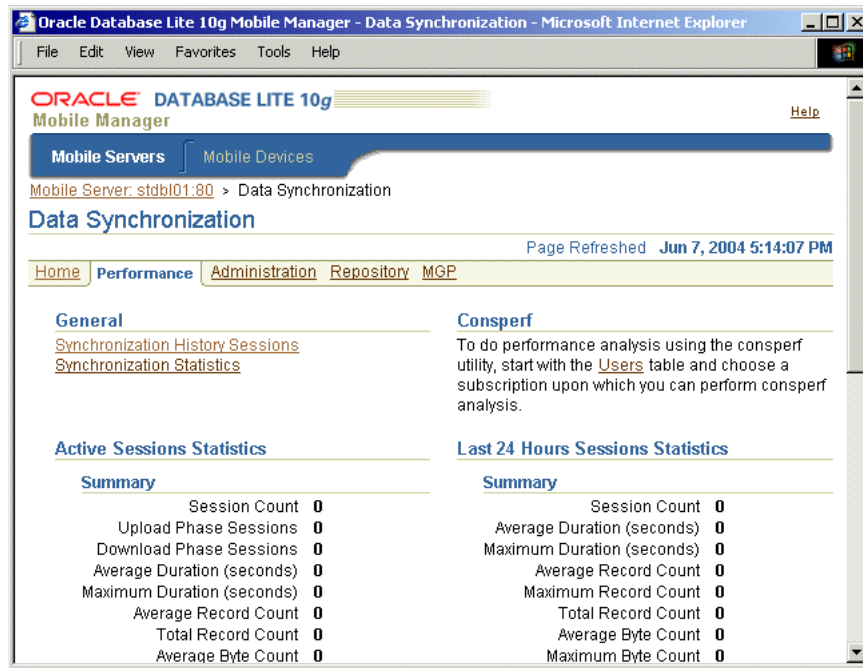 Oracle Database Lite 10g Mobile Manager - Data Synchronization - Microsoft Internet Explorer
File Edit View Favorites Tools Help
ORACLE DATABASE LITE 10g
Mobile Manager
Help
Mobile Servers Mobile Devices
Mobile Server: stdbl01:80 > Data Synchronization
Data Synchronization
Page Refreshed Jun 7, 2004 5:14:07 PM
Home Performance Administration Repository MGP
General
Synchronization History Sessions
Synchronization Statistics
Consperf
To do performance analysis using the consperf
utility, start with the Users table and choose a
subscription upon which you can perform consperf
analysis.
Active Sessions Statistics
Summary
Session Count 0
Upload Phase Sessions 0
Download Phase Sessions 0
Average Duration (seconds) 0
Maximum Duration (seconds) 0
Average Record Count 0
Total Record Count 0
Average Byte Count 0
Last 24 Hours Sessions Statistics
Summary
Session Count 0
Average Duration (seconds) 0
Maximum Duration (seconds) 0
Average Record Count 0
Maximum Record Count 0
Total Record Count 0
Average Byte Count 0
Maximum Byte Count 0